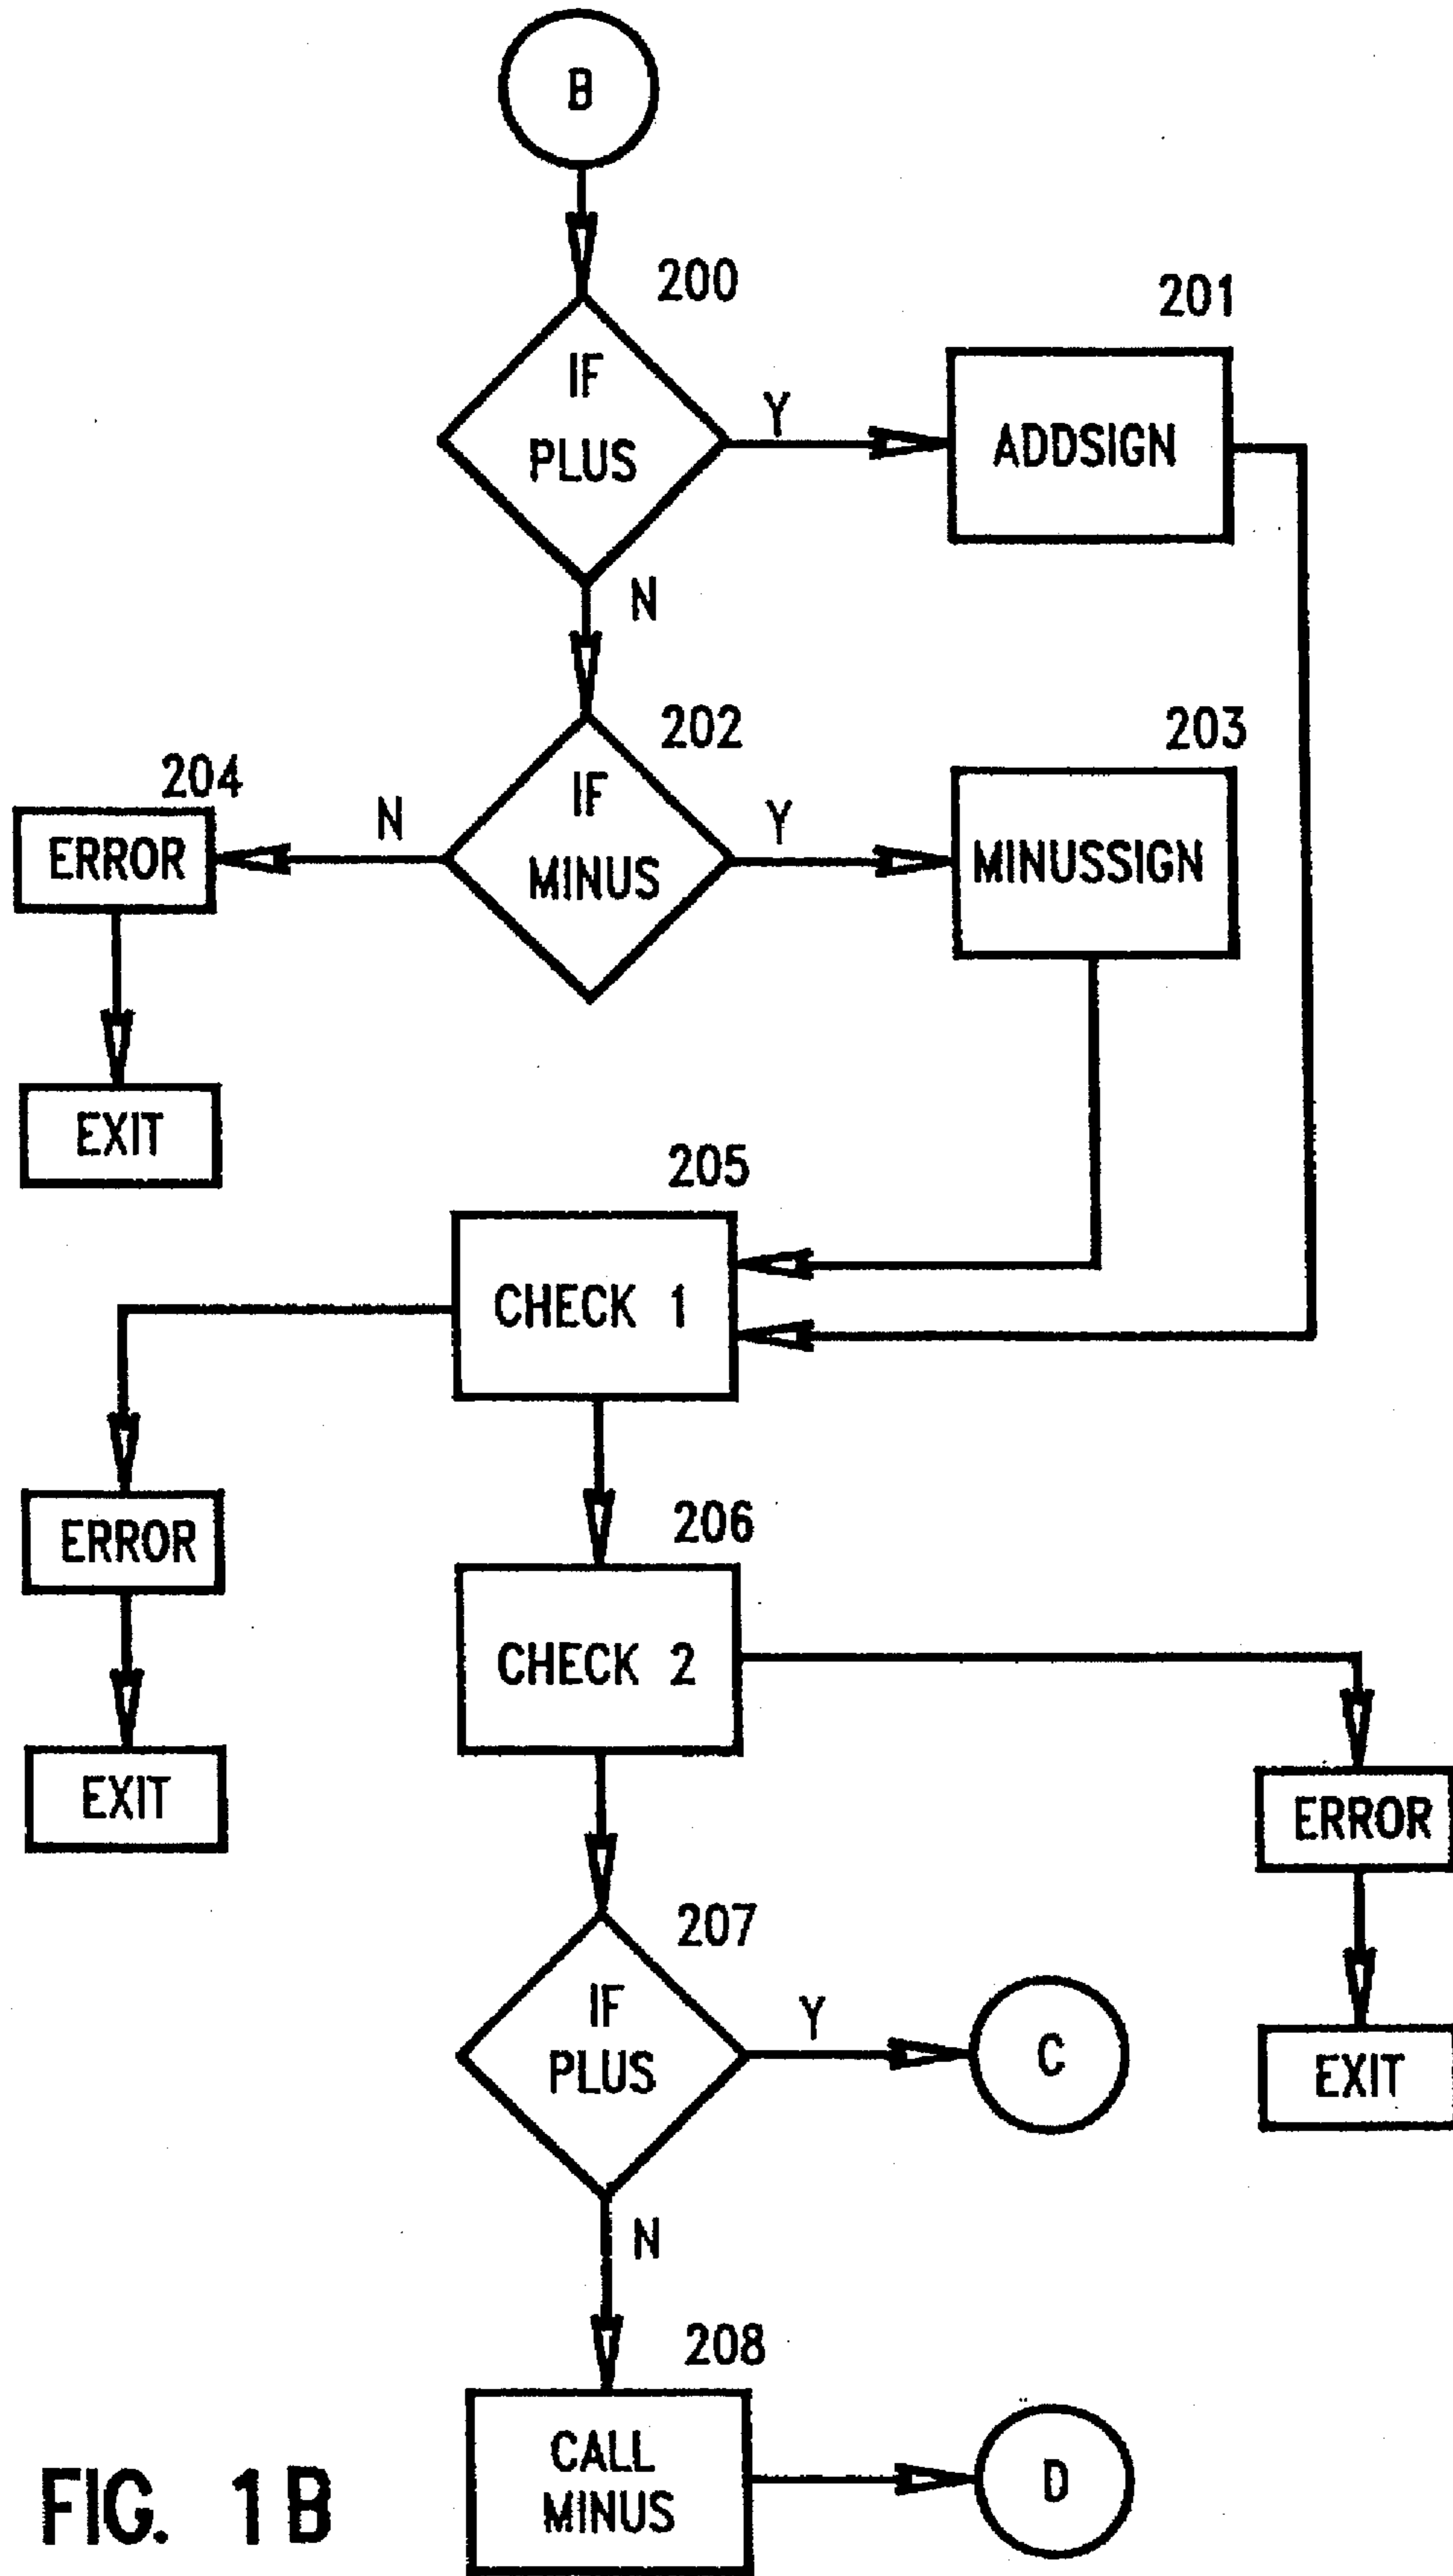 B
200
IF
PLUS
Y
201
ADDSIGN
N
202
IF
MINUS
Y
203
MINUSSIGN
N
204
ERROR
EXIT
205
CHECK 1
ERROR
EXIT
206
CHECK 2
ERROR
EXIT
207
IF
PLUS
Y
C
N
208
CALL
MINUS
D
FIG. 1B